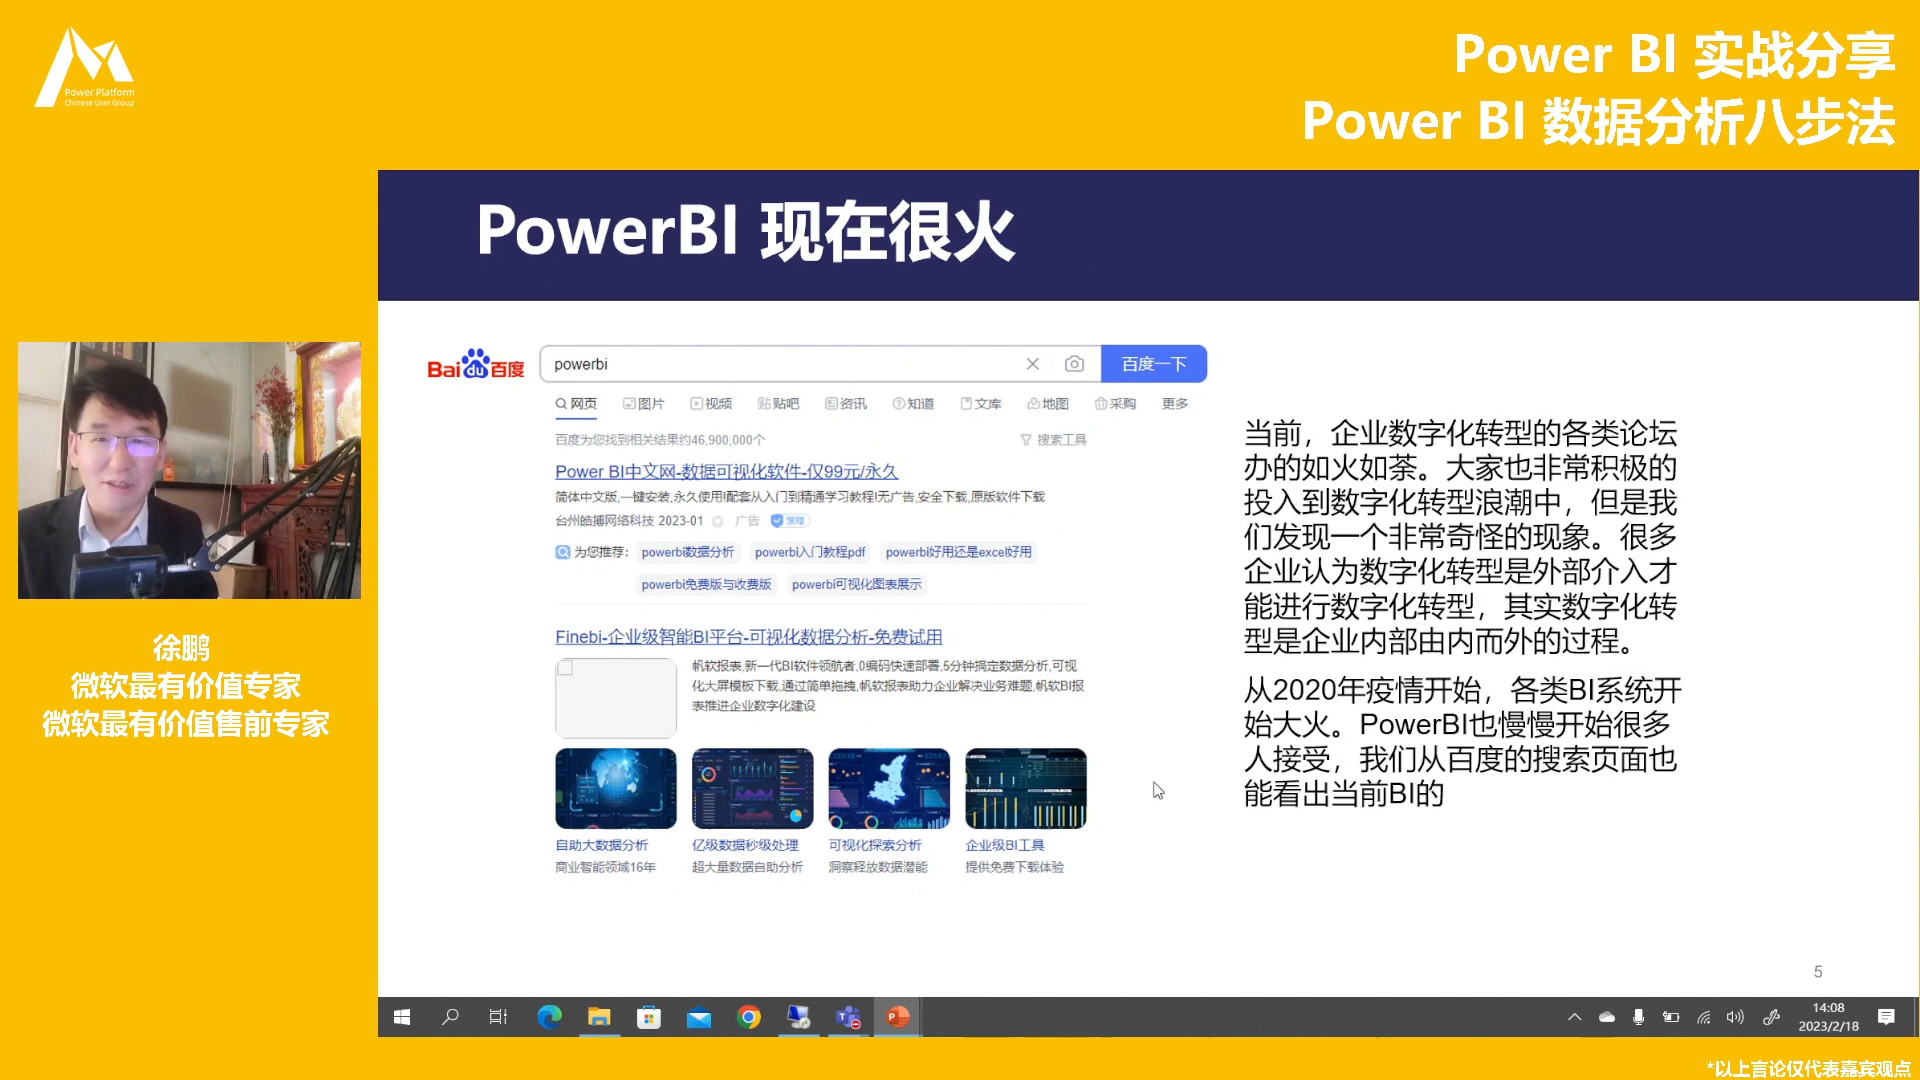 Power Platform
Chinese User Group
Power BI 实战分享
Power BI 数据分析八步法
PowerBI 现在很火
Bai du 百度
powerbi
百度一下
网页 图片 视频 贴吧 资讯 知道 文库 地图 采购 更多
百度为您找到相关结果约46,900,000个
搜索工具
Power BI中文网-数据可视化软件-仅99元/永久
简体中文版,一键安装,永久使用!配套从入门到精通学习教程!无广告,安全下载,原版软件下载
台州皓搏网络科技 2023-01 广告 保障
为您推荐: powerbi数据分析 powerbi入门教程pdf powerbi好用还是excel好用
powerbi免费版与收费版 powerbi可视化图表展示
Finebi-企业级智能BI平台-可视化数据分析-免费试用
帆软报表,新一代BI软件领航者,0编码快速部署,5分钟搞定数据分析,可视
化大屏模板下载,通过简单拖拽,帆软报表助力企业解决业务难题,帆软BI报
表推进企业数字化建设
自助大数据分析 亿级数据秒级处理 可视化探索分析 企业级BI工具
商业智能领域16年 超大量数据自助分析 洞察释放数据潜能 提供免费下载体验
当前，企业数字化转型的各类论坛
办的如火如荼。大家也非常积极的
投入到数字化转型浪潮中，但是我
们发现一个非常奇怪的现象。很多
企业认为数字化转型是外部介入才
能进行数字化转型，其实数字化转
型是企业内部由内而外的过程。
从2020年疫情开始，各类BI系统开
始大火。PowerBI也慢慢开始很多
人接受，我们从百度的搜索页面也
能看出当前BI的
5
徐鹏
微软最有价值专家
微软最有价值售前专家
14:08
2023/2/18
*以上言论仅代表嘉宾观点